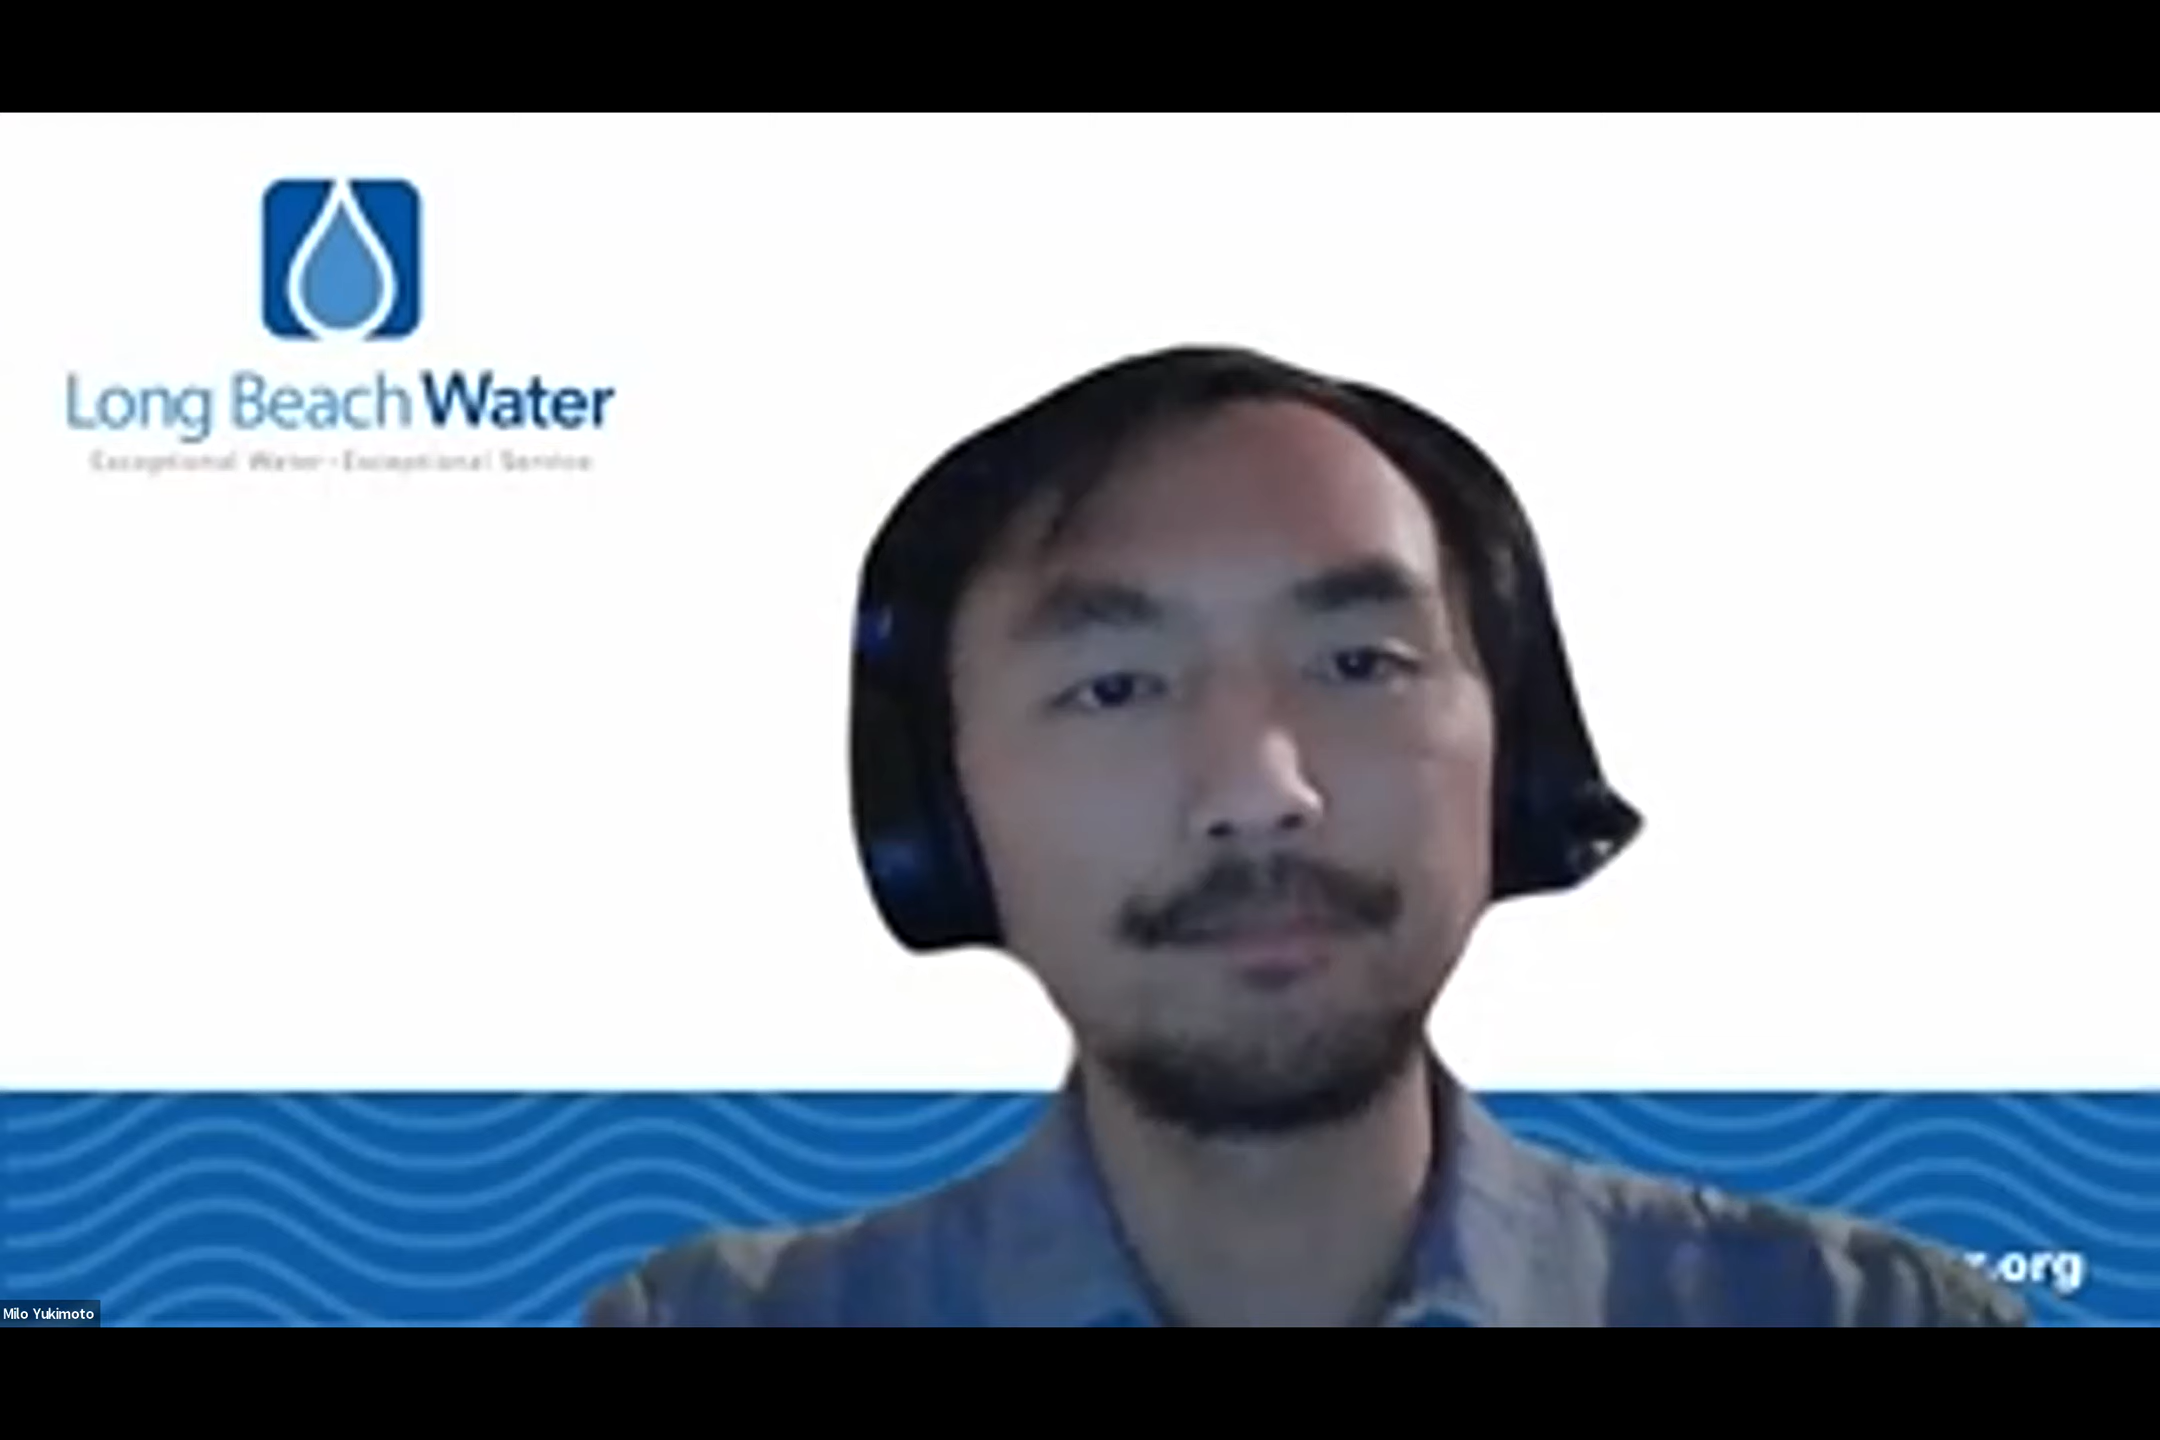 Long Beach Water
Exceptional Water - Exceptional Service
r.org
Milo Yukimoto